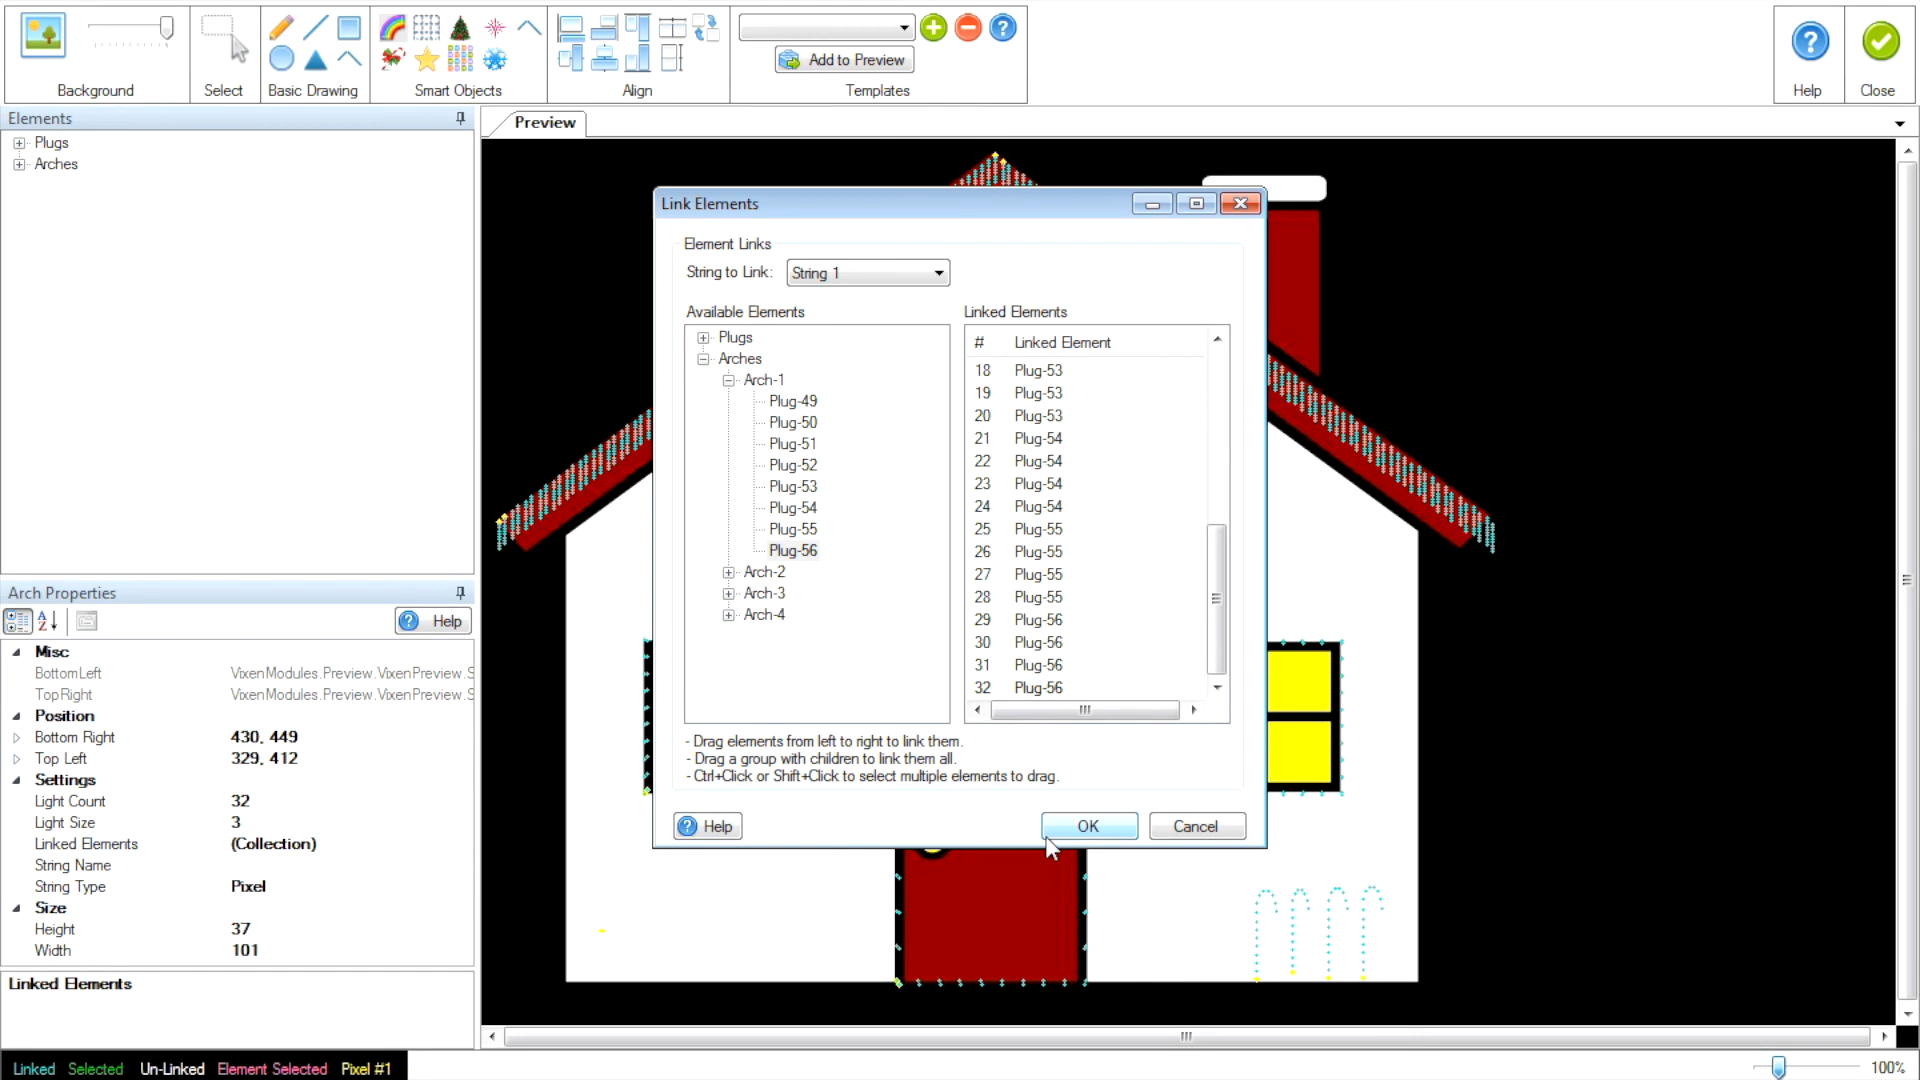 Background
Select
Basic Drawing
Smart Objects
Align
Add to Preview
Templates
Help
Close
Elements
Plugs
Arches
Preview
Link Elements
Element Links
String to Link: String 1
Available Elements
Plugs
Arches
Arch-1
Plug-49
Plug-50
Plug-51
Plug-52
Plug-53
Plug-54
Plug-55
Plug-56
Arch-2
Arch-3
Arch-4
Linked Elements
# Linked Element
18 Plug-53
19 Plug-53
20 Plug-53
21 Plug-54
22 Plug-54
23 Plug-54
24 Plug-54
25 Plug-55
26 Plug-55
27 Plug-55
28 Plug-55
29 Plug-56
30 Plug-56
31 Plug-56
32 Plug-56
- Drag elements from left to right to link them.
- Drag a group with children to link them all.
- Ctrl+Click or Shift+Click to select multiple elements to drag.
Help
OK
Cancel
Arch Properties
A
Z
Help
Misc
BottomLeft VixenModules.Preview.VixenPreview.S
TopRight VixenModules.Preview.VixenPreview.S
Position
Bottom Right 430, 449
Top Left 329, 412
Settings
Light Count 32
Light Size 3
Linked Elements (Collection)
String Name
String Type Pixel
Size
Height 37
Width 101
Linked Elements
Linked Selected Un-Linked Element Selected Pixel #1
100%